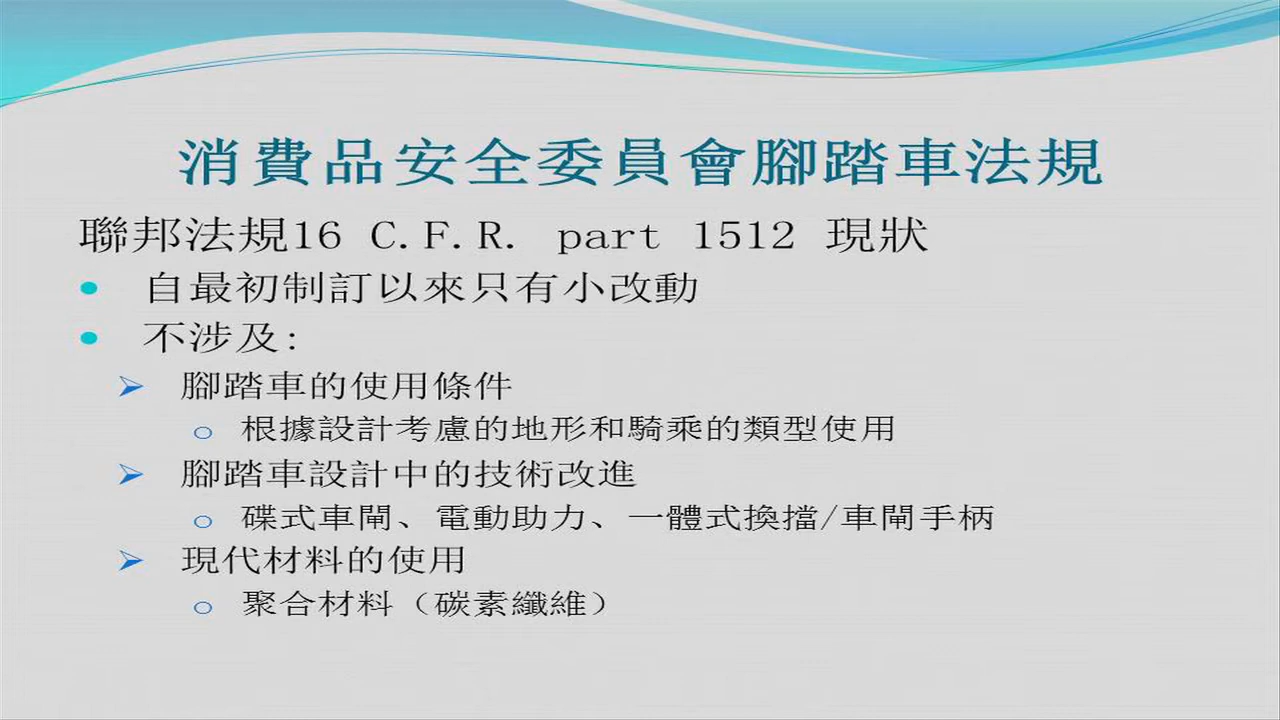 消費品安全委員會腳踏車法規
聯邦法規16 C.F.R. part 1512 現狀
• 自最初制訂以來只有小改動
• 不涉及:
➢ 腳踏車的使用條件
o 根據設計考慮的地形和騎乘的類型使用
➢ 腳踏車設計中的技術改進
o 碟式車閘、電動助力、一體式換擋/車閘手柄
➢ 現代材料的使用
o 聚合材料（碳素纖維）